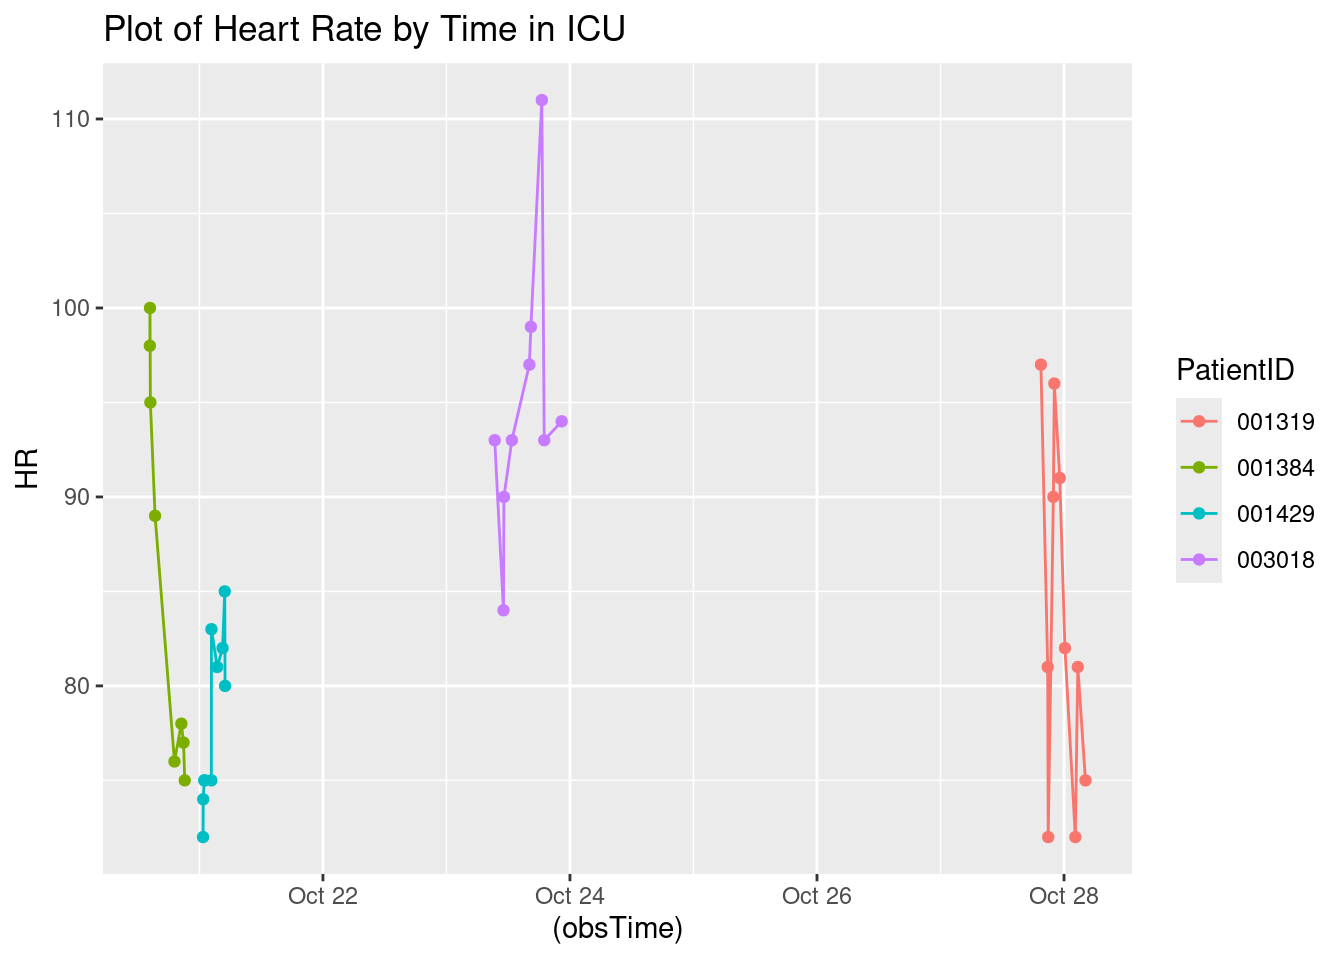 Plot of Heart Rate by Time in ICU
110
100
90
80
HR
Oct 22
Oct 24
Oct 26
Oct 28
(obsTime)
PatientID
001319
001384
001429
003018